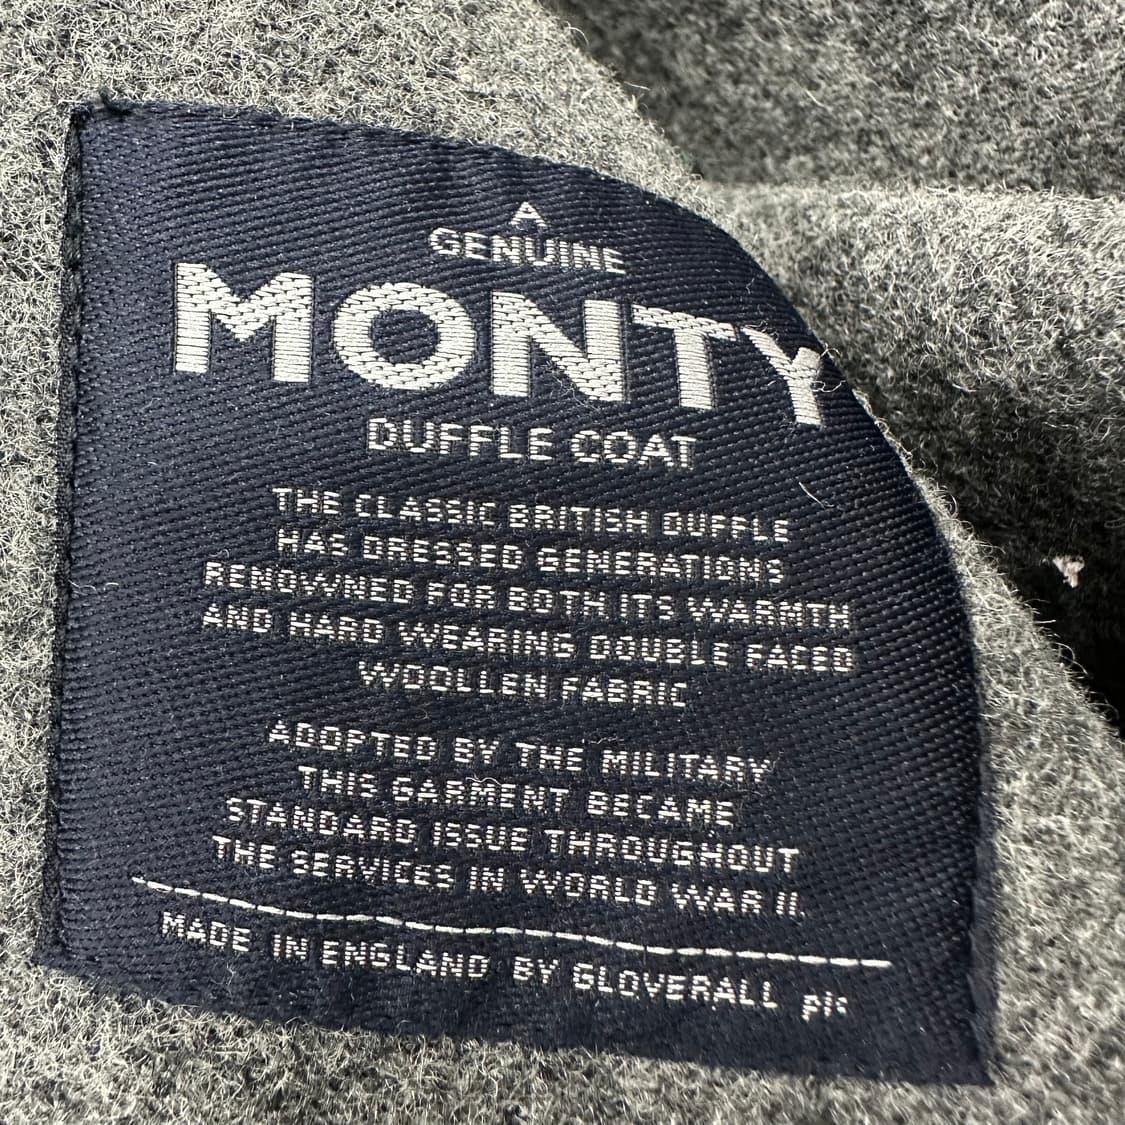 A
GENUINE
MONTY
DUFFLE COAT
THE CLASSIC BRITISH DUFFLE
HAS DRESSED GENERATIONS
RENOWNED FOR BOTH ITS WARMTH
AND HARD WEARING DOUBLE FACED
WOOLLEN FABRIC
ADOPTED BY THE MILITARY
THIS GARMENT BECAME
STANDARD ISSUE THROUGHOUT
THE SERVICES IN WORLD WAR II.
MADE IN ENGLAND BY GLOVERALL plc